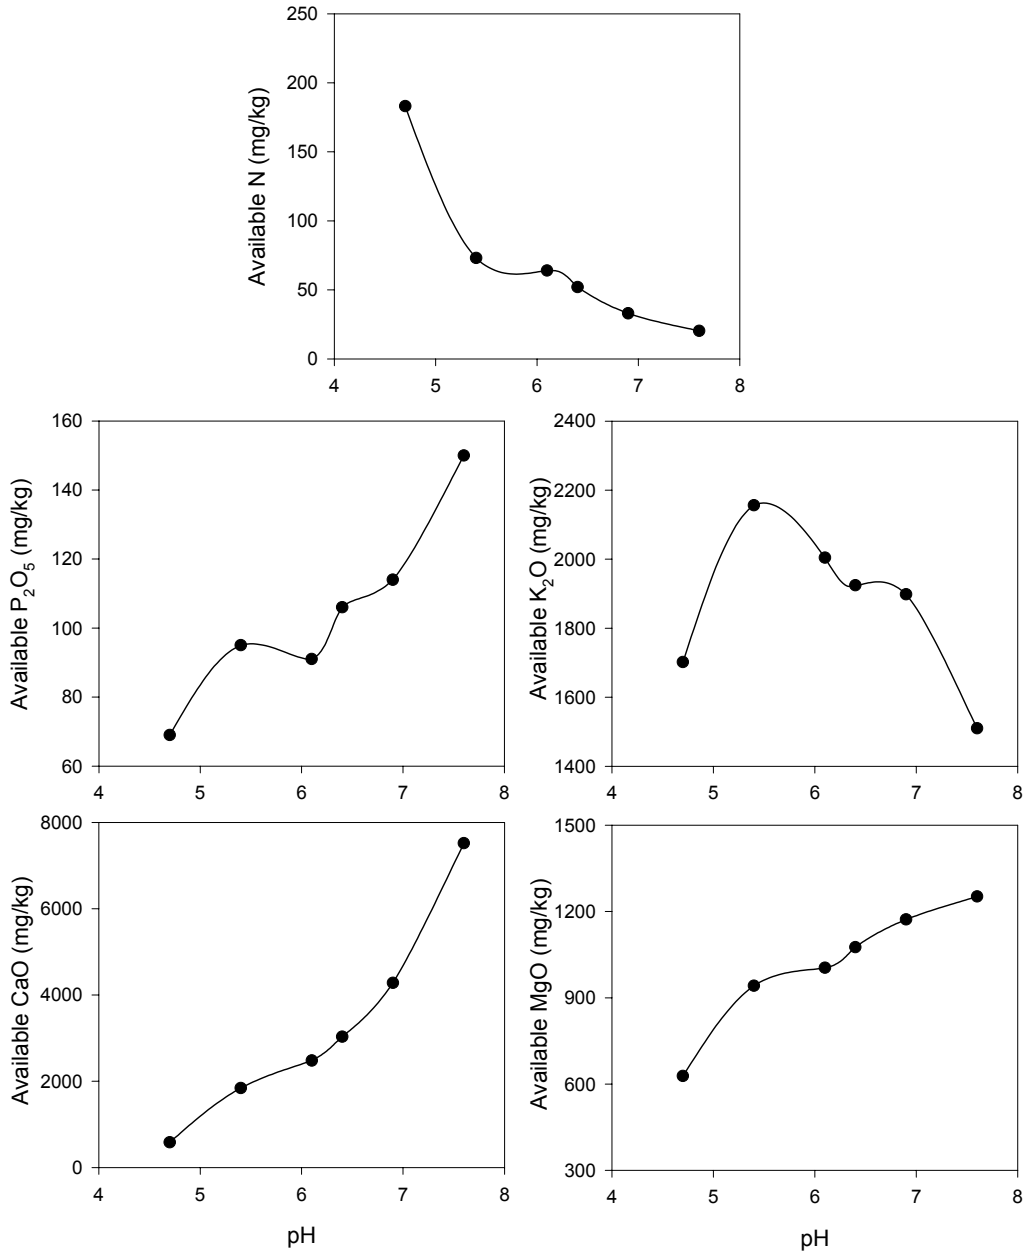 250
200
150
100
50
0
Available N (mg/kg)
4 5 6 7 8
160
140
120
100
80
60
Available P₂O₅ (mg/kg)
4 5 6 7 8
2400
2200
2000
1800
1600
1400
Available K₂O (mg/kg)
4 5 6 7 8
8000
6000
4000
2000
0
Available CaO (mg/kg)
4 5 6 7 8
pH
1500
1200
900
600
300
Available MgO (mg/kg)
4 5 6 7 8
pH